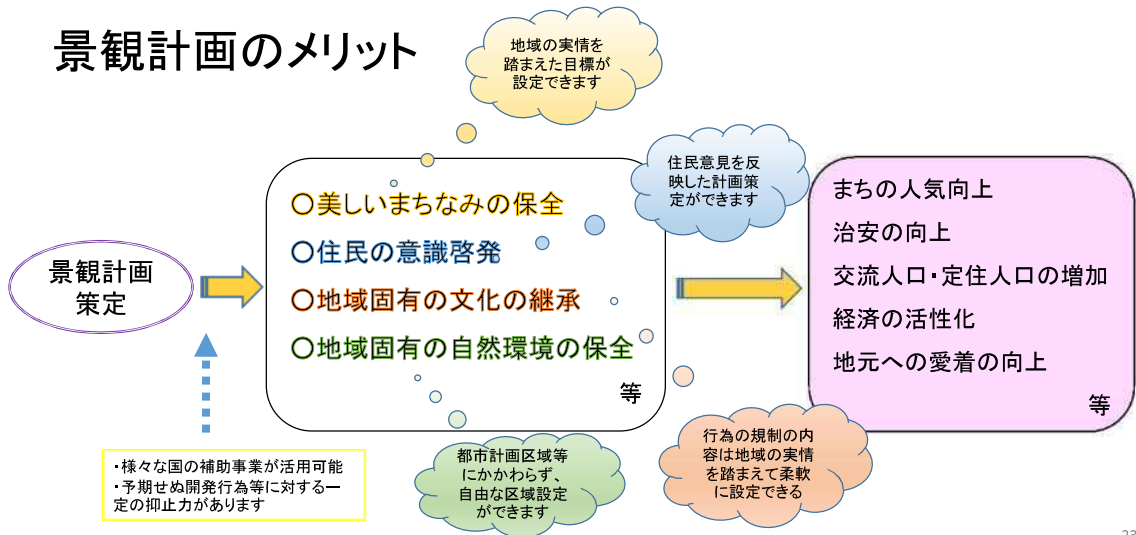 景観計画のメリット
地域の実情を
踏まえた目標が
設定できます
住民意見を反
映した計画策
定ができます
景観計画
策定
〇美しいまちなみの保全
〇住民の意識啓発
〇地域固有の文化の継承
〇地域固有の自然環境の保全
等
まちの人気向上
治安の向上
交流人口・定住人口の増加
経済の活性化
地元への愛着の向上
等
・様々な国の補助事業が活用可能
・予期せぬ開発行為等に対する一
定の抑止力があります
都市計画区域等
にかかわらず、
自由な区域設定
ができます
行為の規制の内
容は地域の実情
を踏まえて柔軟
に設定できる
23